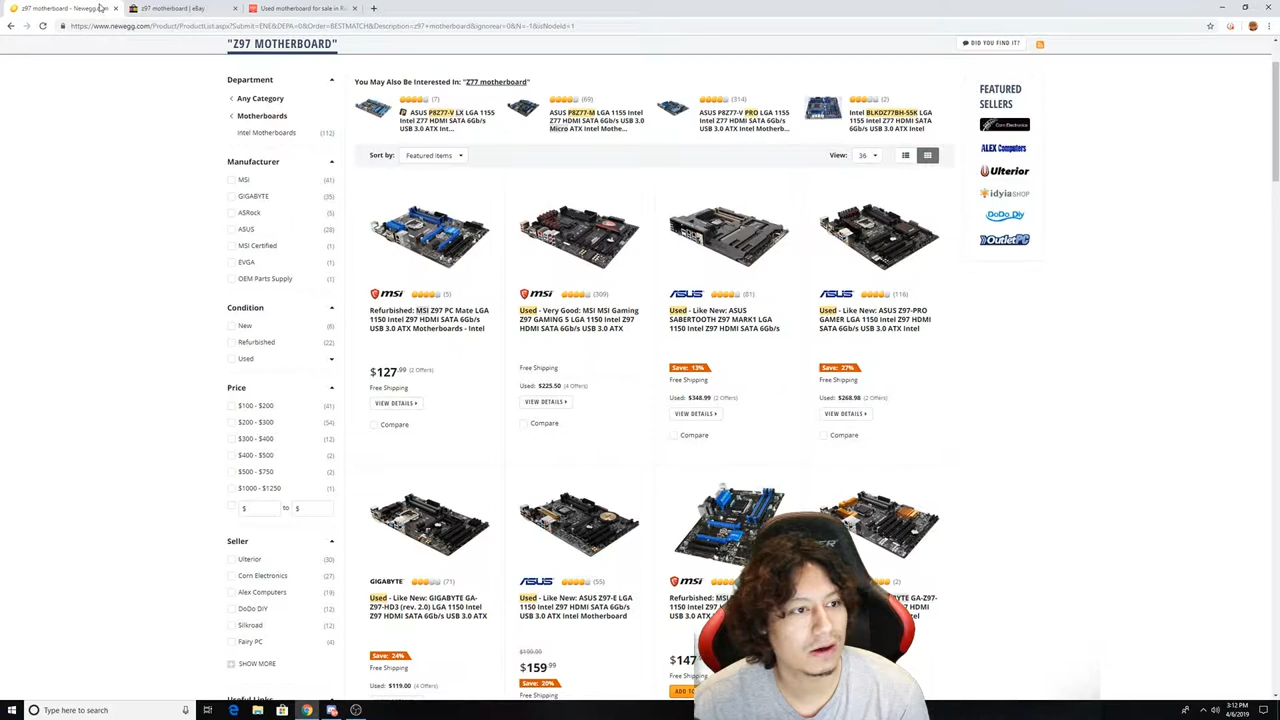 z97 motherboard - Newegg.com
z97 motherboard | eBay
Used motherboard for sale in Ra
https://www.newegg.com/Product/ProductList.aspx?Submit=ENE&DEPA=0&Order=BESTMATCH&Description=z97+motherboard&ignorear=0&N=-1&isNodeId=1
"Z97 MOTHERBOARD"
DID YOU FIND IT?
Department
Any Category
Motherboards
Intel Motherboards (112)
Manufacturer
MSI (41)
GIGABYTE (35)
ASRock (5)
ASUS (28)
MSI Certified (1)
EVGA (1)
OEM Parts Supply (1)
Condition
New (6)
Refurbished (22)
Used
Price
$100 - $200 (41)
$200 - $300 (54)
$300 - $400 (12)
$400 - $500 (2)
$500 - $750 (2)
$1000 - $1250 (1)
$ to $
Seller
Ulterior (30)
Corn Electronics (27)
Alex Computers (19)
DoDo DIY (12)
Silkroad (12)
Fairy PC (4)
SHOW MORE
Useful Links
You May Also Be Interested In: "Z77 motherboard"
(7)
ASUS P8Z77-V LX LGA 1155
Intel Z77 HDMI SATA 6Gb/s
USB 3.0 ATX Int...
(69)
ASUS P8Z77-M LGA 1155 Intel
Z77 HDMI SATA 6Gb/s USB 3.0
Micro ATX Intel Mothe...
(314)
ASUS P8Z77-V PRO LGA 1155
Intel Z77 HDMI SATA 6Gb/s
USB 3.0 ATX Intel Motherb...
(2)
Intel BLKDZ77BH-55K LGA
1155 Intel Z77 HDMI SATA
6Gb/s USB 3.0 ATX Intel
Sort by: Featured Items
View: 36
msi (5)
Refurbished: MSI Z97 PC Mate LGA
1150 Intel Z97 HDMI SATA 6Gb/s
USB 3.0 ATX Motherboards - Intel
$127.99 (2 Offers)
Free Shipping
VIEW DETAILS
Compare
msi (309)
Used - Very Good: MSI MSI Gaming
Z97 GAMING 5 LGA 1150 Intel Z97
HDMI SATA 6Gb/s USB 3.0 ATX
Free Shipping
Used: $225.50 (4 Offers)
VIEW DETAILS
Compare
ASUS (81)
Used - Like New: ASUS
SABERTOOTH Z97 MARK1 LGA
1150 Intel Z97 HDMI SATA 6Gb/s
Save: 13%
Free Shipping
Used: $348.99 (2 Offers)
VIEW DETAILS
Compare
ASUS (116)
Used - Like New: ASUS Z97-PRO
GAMER LGA 1150 Intel Z97 HDMI
SATA 6Gb/s USB 3.0 ATX Intel
Save: 27%
Free Shipping
Used: $268.98 (2 Offers)
VIEW DETAILS
Compare
GIGABYTE (71)
Used - Like New: GIGABYTE GA-
Z97-HD3 (rev. 2.0) LGA 1150 Intel
Z97 HDMI SATA 6Gb/s USB 3.0 ATX
Save: 24%
Free Shipping
Used: $119.00 (4 Offers)
ASUS (55)
Used - Like New: ASUS Z97-E LGA
1150 Intel Z97 HDMI SATA 6Gb/s
USB 3.0 ATX Intel Motherboard
$199.99
$159.99
Save: 20%
Free Shipping
msi
Refurbished: MS
1150 Intel Z97 H
USB 3.0 ATX
$147
ADD TO
(2)
YTE GA-Z97-
HDMI
tel
FEATURED
SELLERS
Corn Electronics
ALEX Computers
Ulterior
idyiaSHOP
DoDo Diy
OutletPC
Type here to search
3:12 PM
4/6/2019